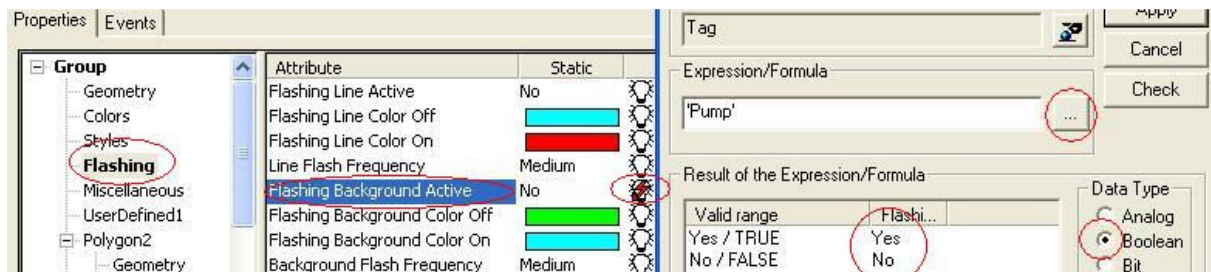 Properties Events
Group
Geometry
Colors
Styles
Flashing
Miscellaneous
UserDefined1
Polygon2
Geometry
Attribute Static
Flashing Line Active No
Flashing Line Color Off
Flashing Line Color On
Line Flash Frequency Medium
Flashing Background Active No
Flashing Background Color Off
Flashing Background Color On
Background Flash Frequency Medium
Tag
Expression/Formula
'Pump'
...
Result of the Expression/Formula
Valid range Flashi...
Yes / TRUE Yes
No / FALSE No
Data Type
Analog
Boolean
Bit
Apply
Cancel
Check